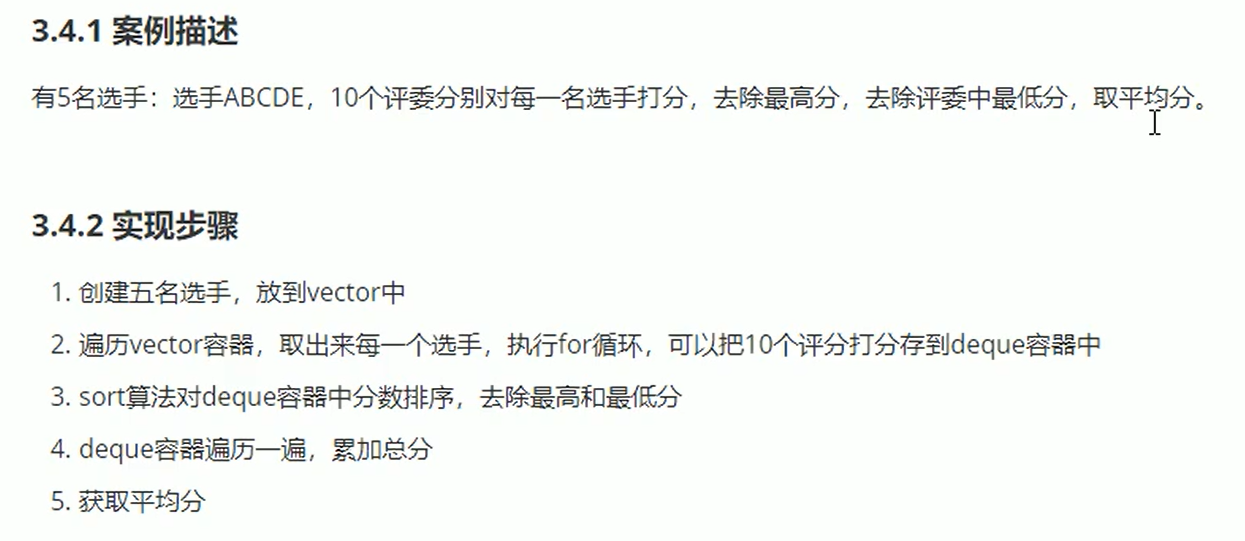 3.4.1 案例描述
有5名选手：选手ABCDE，10个评委分别对每一名选手打分，去除最高分，去除评委中最低分，取平均分。
3.4.2 实现步骤
1. 创建五名选手，放到vector中
2. 遍历vector容器，取出来每一个选手，执行for循环，可以把10个评分打分存到deque容器中
3. sort算法对deque容器中分数排序，去除最高和最低分
4. deque容器遍历一遍，累加总分
5. 获取平均分